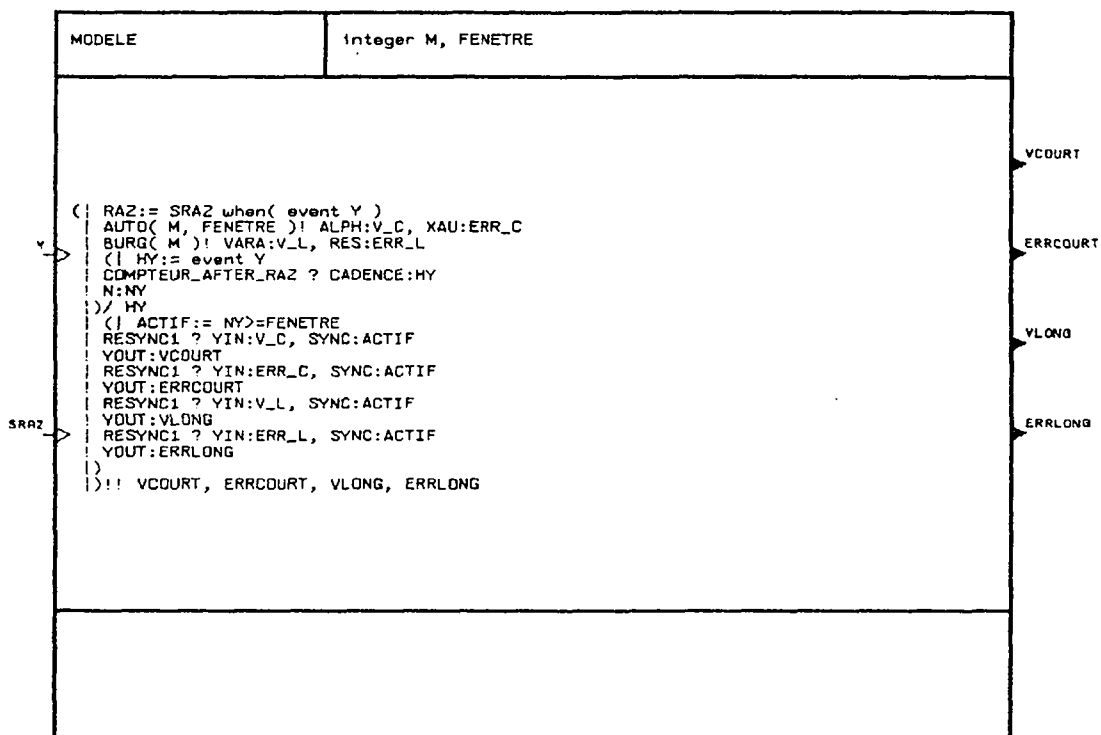 MODELE
integer M, FENETRE
VCOURT
(| RAZ:= SRAZ when( event Y )
| AUTO( M, FENETRE )! ALPH:V_C, XAU:ERR_C
Y
| BURG( M )! VARA:V_L, RES:ERR_L
ERRCOURT
| (| HY:= event Y
| COMPTEUR_AFTER_RAZ ? CADENCE:HY
! N:NY
|)/ HY
| (| ACTIF:= NY>=FENETRE
| RESYNC1 ? YIN:V_C, SYNC:ACTIF
VLONG
! YOUT:VCOURT
| RESYNC1 ? YIN:ERR_C, SYNC:ACTIF
! YOUT:ERRCOURT
| RESYNC1 ? YIN:V_L, SYNC:ACTIF
! YOUT:VLONG
SRAZ
| RESYNC1 ? YIN:ERR_L, SYNC:ACTIF
ERRLONG
! YOUT:ERRLONG
|)
|)!! VCOURT, ERRCOURT, VLONG, ERRLONG